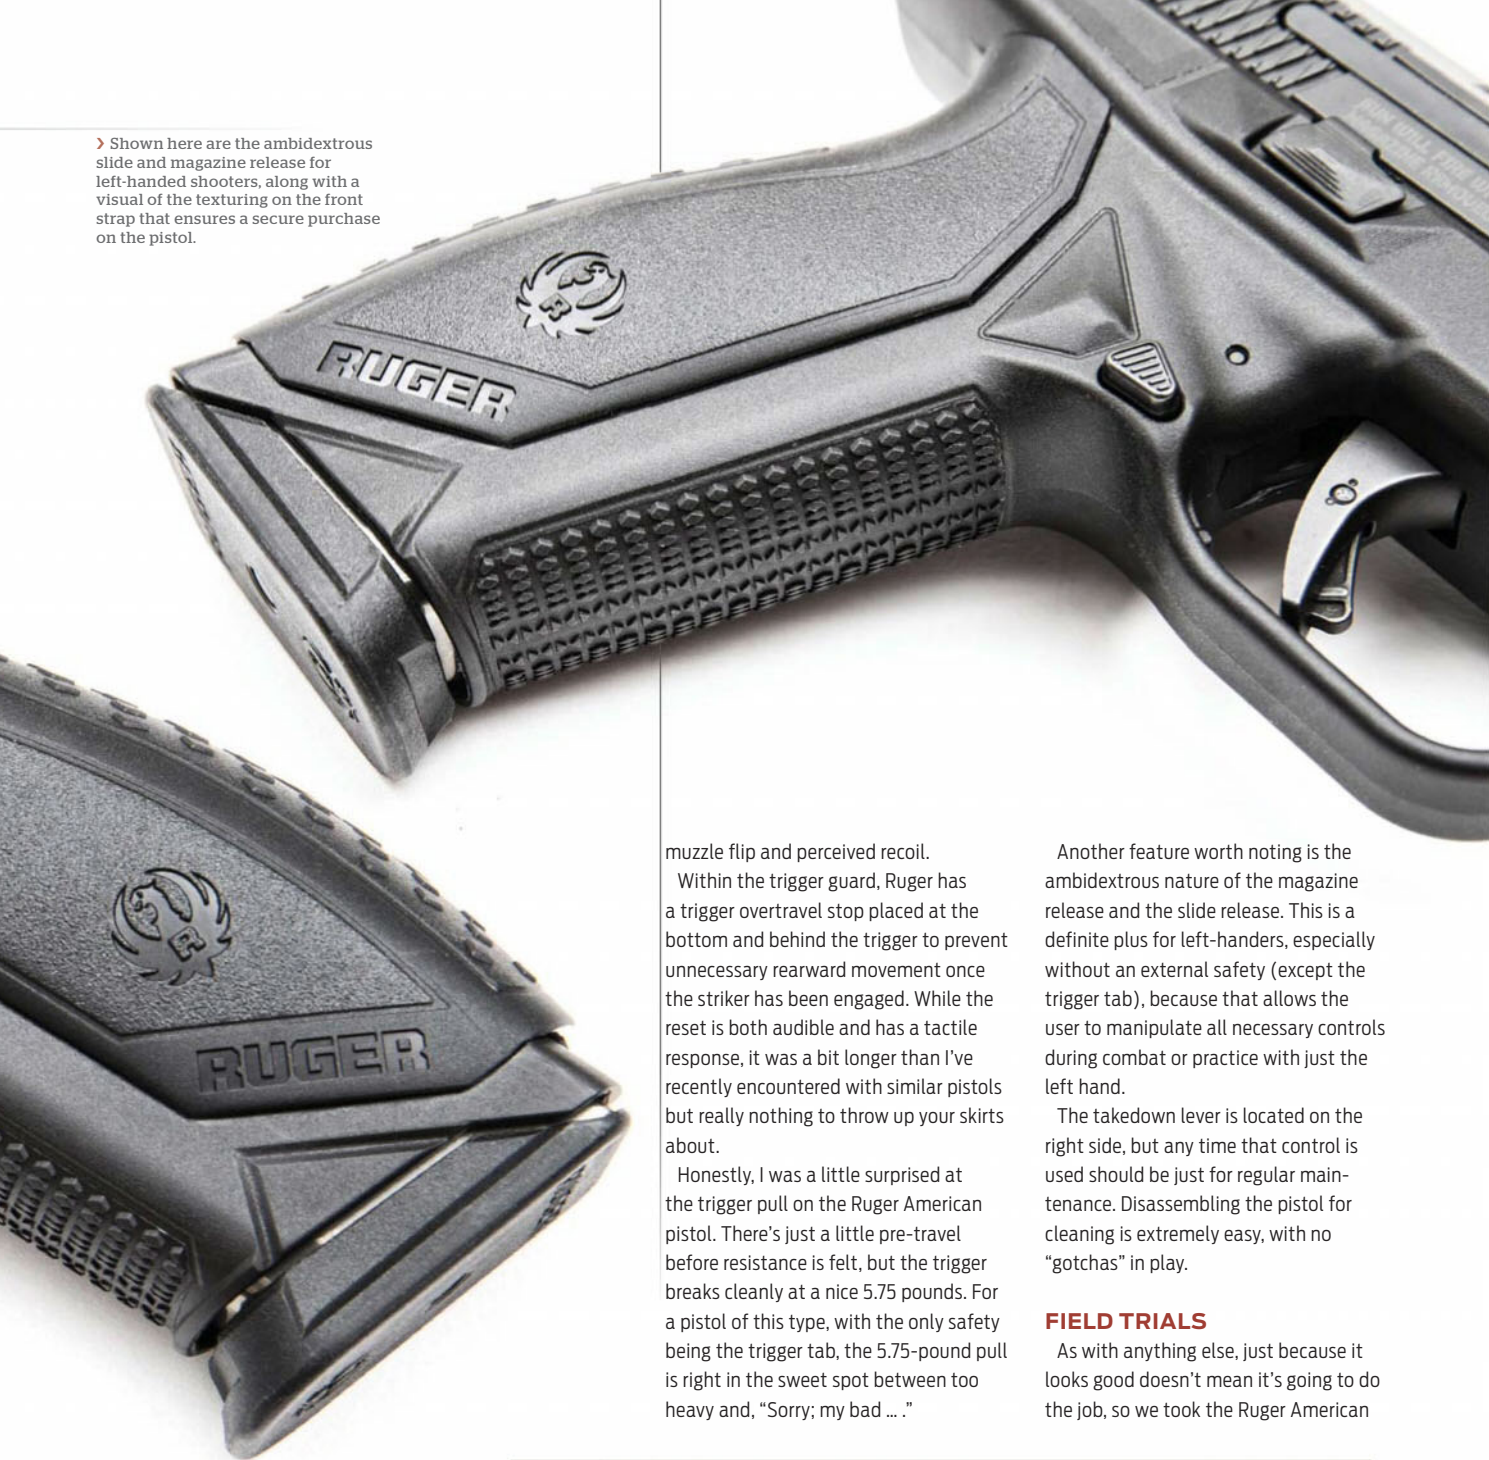 › Shown here are the ambidextrous
slide and magazine release for
left-handed shooters, along with a
visual of the texturing on the front
strap that ensures a secure purchase
on the pistol.
RUGER
R
RUGER
R
muzzle flip and perceived recoil.
Within the trigger guard, Ruger has
a trigger overtravel stop placed at the
bottom and behind the trigger to prevent
unnecessary rearward movement once
the striker has been engaged. While the
reset is both audible and has a tactile
response, it was a bit longer than I've
recently encountered with similar pistols
but really nothing to throw up your skirts
about.
Honestly, I was a little surprised at
the trigger pull on the Ruger American
pistol. There's just a little pre-travel
before resistance is felt, but the trigger
breaks cleanly at a nice 5.75 pounds. For
a pistol of this type, with the only safety
being the trigger tab, the 5.75-pound pull
is right in the sweet spot between too
heavy and, “Sorry; my bad ... .”
Another feature worth noting is the
ambidextrous nature of the magazine
release and the slide release. This is a
definite plus for left-handers, especially
without an external safety (except the
trigger tab), because that allows the
user to manipulate all necessary controls
during combat or practice with just the
left hand.
The takedown lever is located on the
right side, but any time that control is
used should be just for regular main-
tenance. Disassembling the pistol for
cleaning is extremely easy, with no
“gotchas” in play.
FIELD TRIALS
As with anything else, just because it
looks good doesn't mean it's going to do
the job, so we took the Ruger American